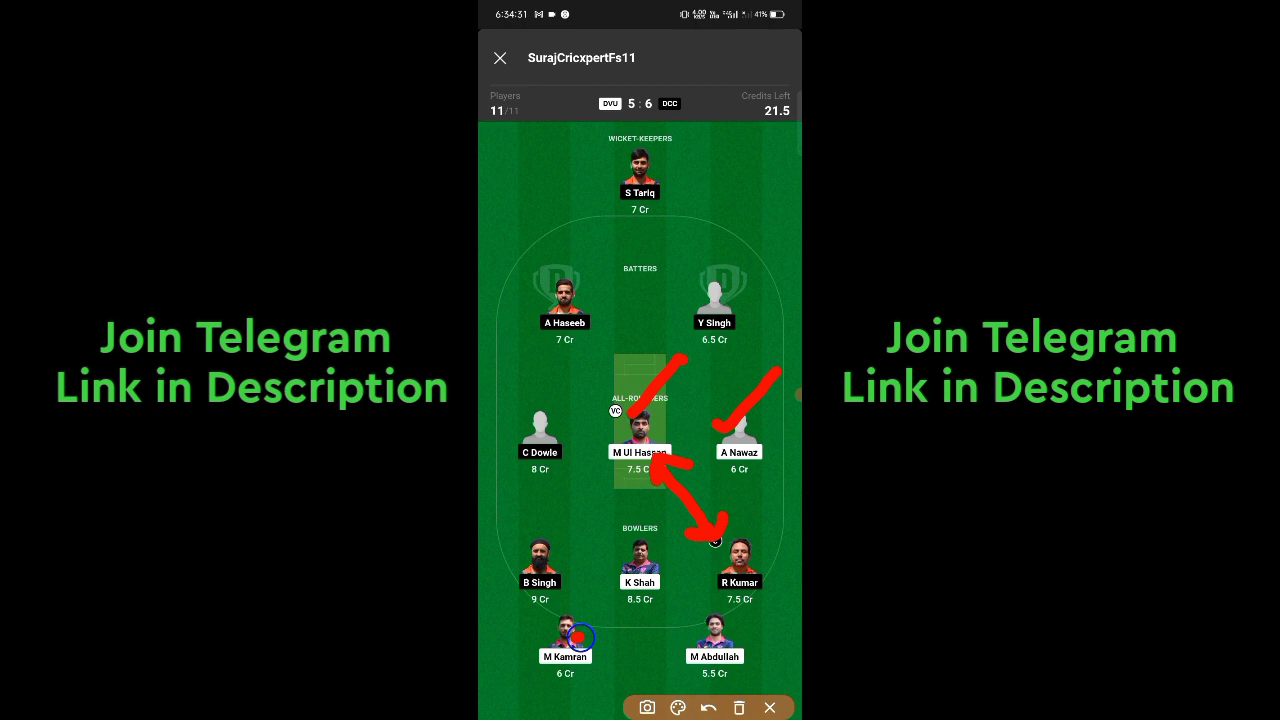 6:34:31
41%
SurajCricxpertFs11
Players
Credits Left
11/11
DVU 5 : 6 DCC
21.5
WICKET-KEEPERS
S Tariq
7 Cr
BATTERS
A Haseeb
Y Singh
7 Cr
6.5 Cr
Join Telegram
Link in Description
Join Telegram
Link in Description
VC
C Dowle
M Ul Hassan
A Nawaz
8 Cr
7.5 C
6 Cr
BOWLERS
B Singh
K Shah
R Kumar
9 Cr
8.5 Cr
7.5 Cr
M Kamran
M Abdullah
6 Cr
5.5 Cr